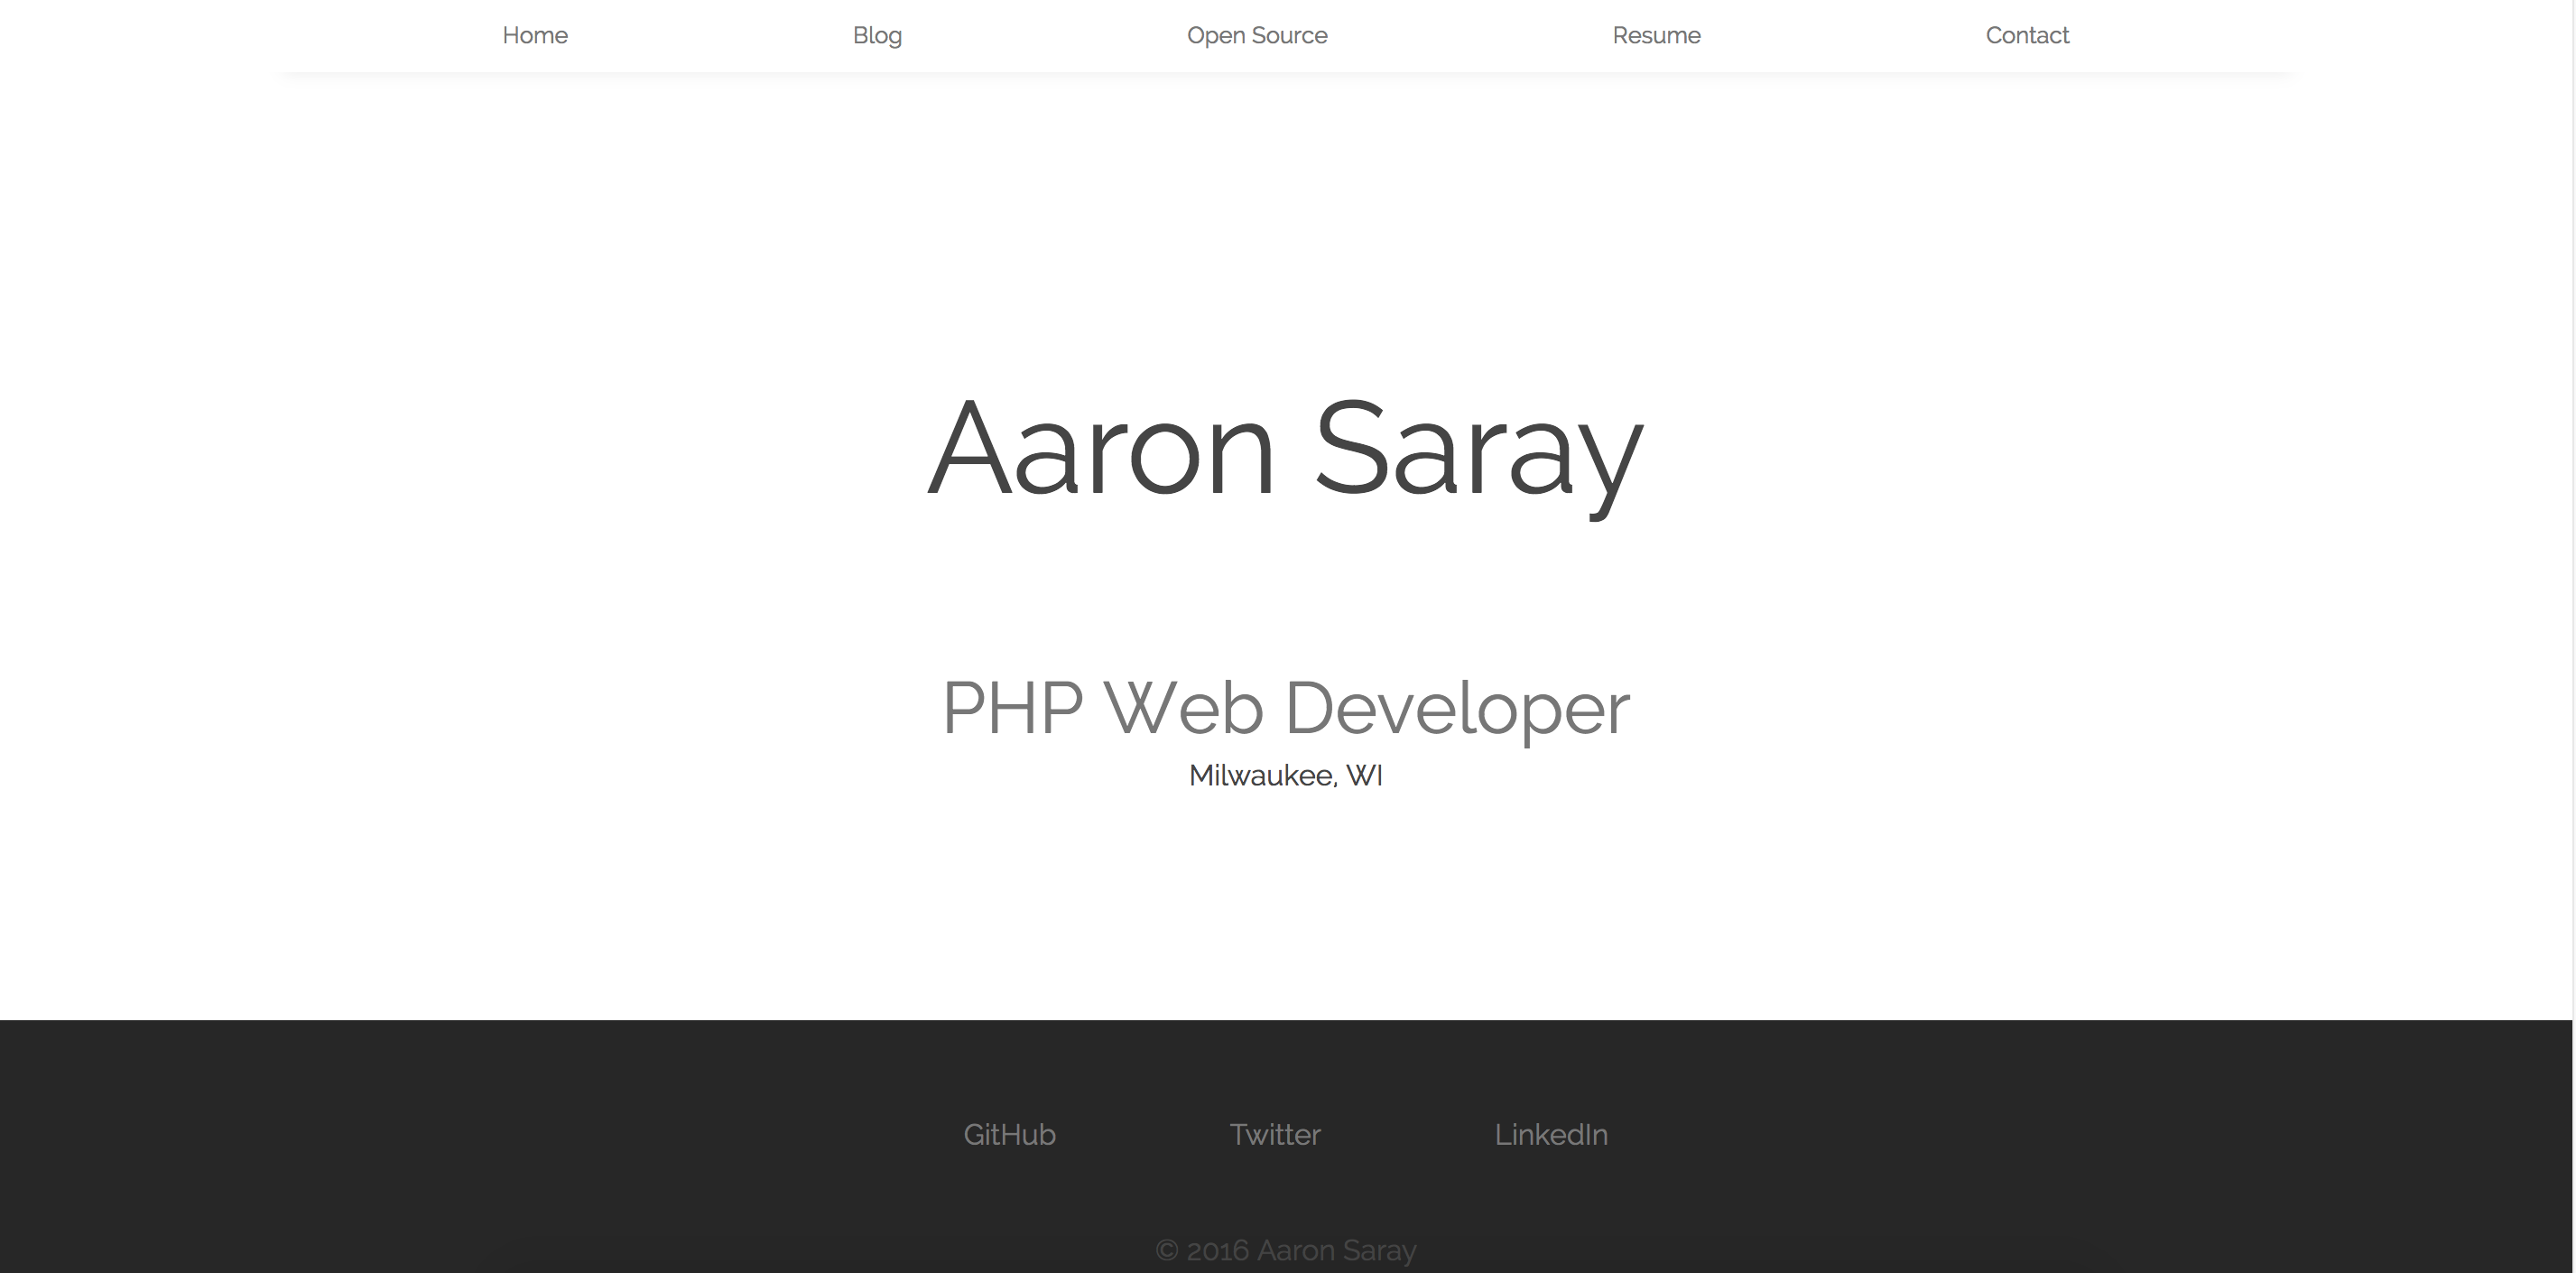 Home Blog Open Source Resume Contact
Aaron Saray
PHP Web Developer
Milwaukee, WI
GitHub Twitter LinkedIn
© 2016 Aaron Saray